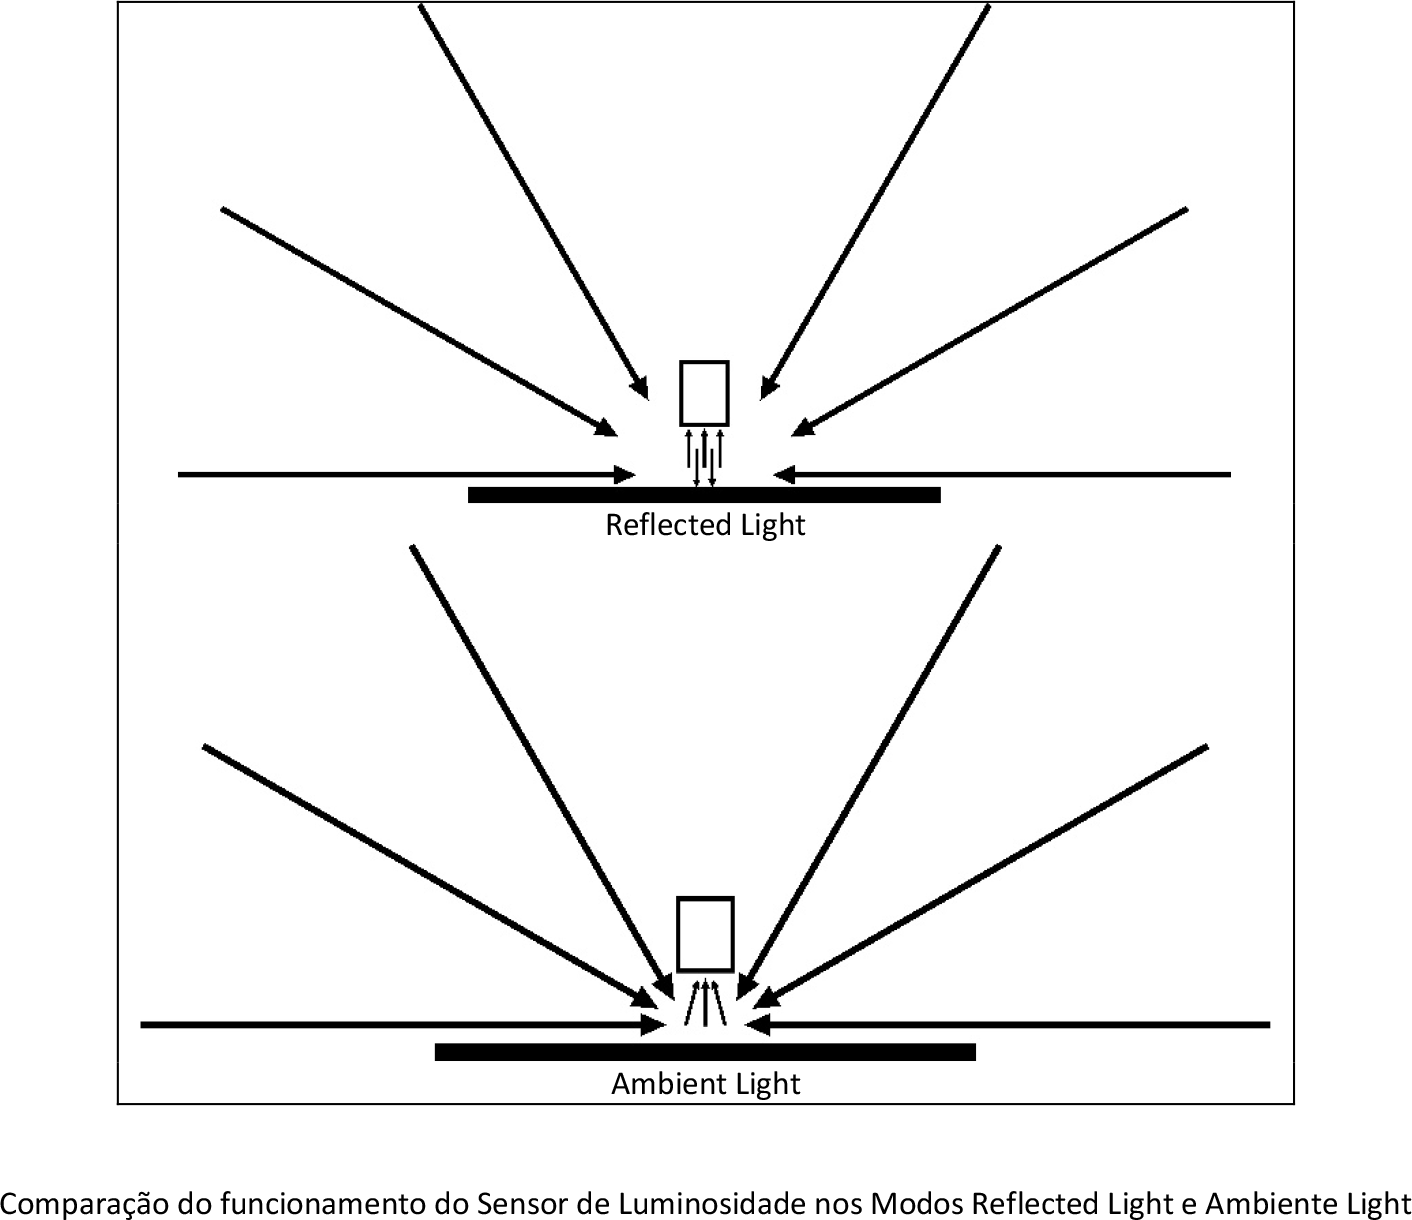 Reflected Light
Ambient Light
Comparação do funcionamento do Sensor de Luminosidade nos Modos Reflected Light e Ambiente Light